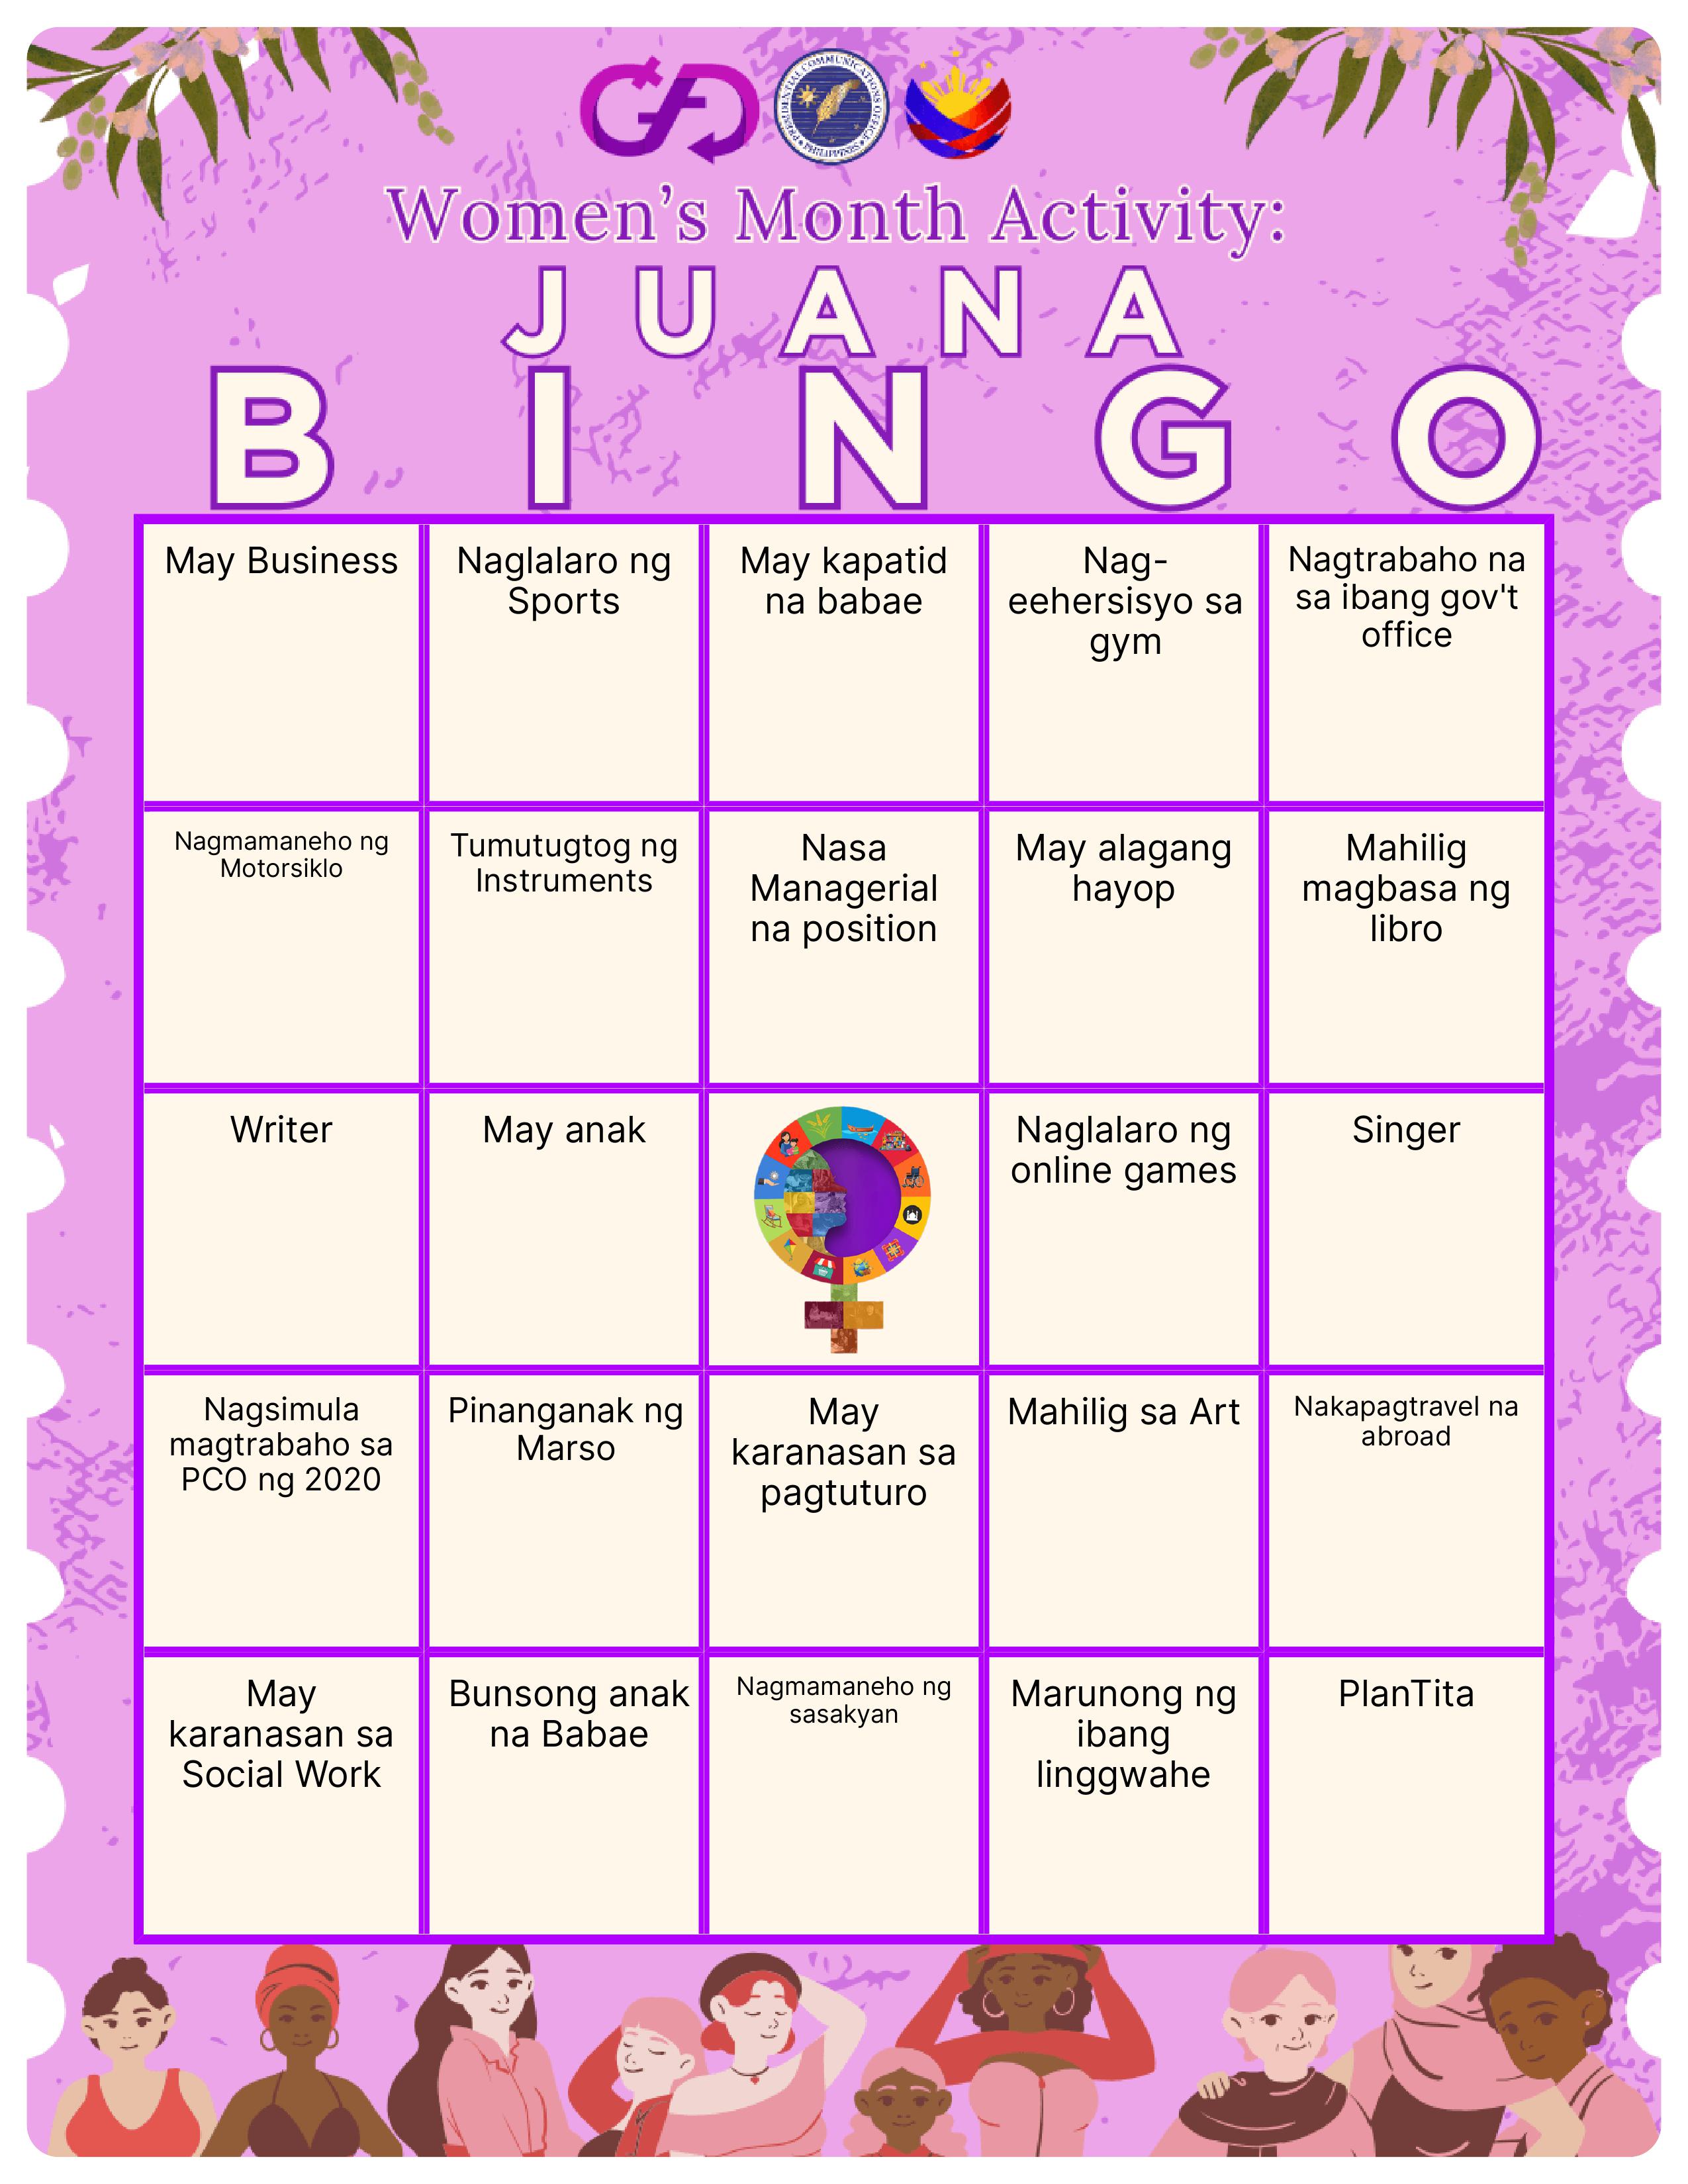 PRESIDENTIAL COMMUNICATIONS OFFICE
PHILIPPINES
Women's Month Activity:
JUANA
BINGO
May Business
Naglalaro ng
Sports
May kapatid
na babae
Nag-
eehersisyo sa
gym
Nagtrabaho na
sa ibang gov't
office
Nagmamaneho ng
Motorsiklo
Tumutugtog ng
Instruments
Nasa
Managerial
na position
May alagang
hayop
Mahilig
magbasa ng
libro
Writer
May anak
Naglalaro ng
online games
Singer
Nagsimula
magtrabaho sa
PCO ng 2020
Pinanganak ng
Marso
May
karanasan sa
pagtuturo
Mahilig sa Art
Nakapagtravel na
abroad
May
karanasan sa
Social Work
Bunsong anak
na Babae
Nagmamaneho ng
sasakyan
Marunong ng
ibang
linggwahe
PlanTita